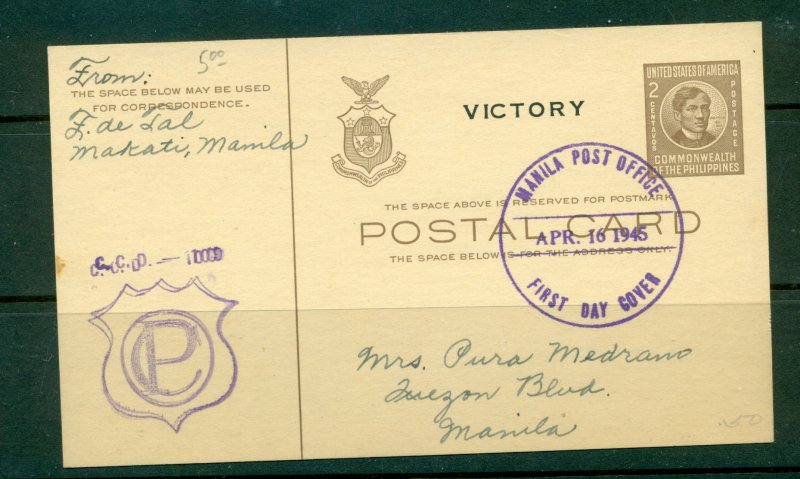 From:
5.00
THE SPACE BELOW MAY BE USED
FOR CORRESPONDENCE.
F. de Tal
Makati, Manila
C.C.D. —
CP
VICTORY
UNITED STATES OF AMERICA
2 CENTAVOS
POSTAGE
COMMONWEALTH
OF THE PHILIPPINES
THE SPACE ABOVE IS RESERVED FOR POSTMARK
POSTAL CARD
THE SPACE BELOW IS FOR THE ADDRESS ONLY.
MANILA POST OFFICE
APR. 16 1945
FIRST DAY COVER
Mrs. Pura Medrano
Quezon Blvd.
Manila
.50